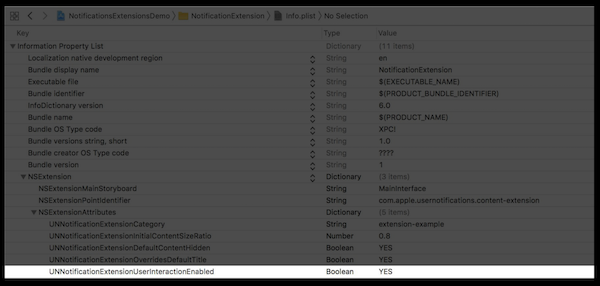 NotificationsExtensionsDemo NotificationExtension Info.plist No Selection
Key Type Value
Information Property List Dictionary (11 items)
Localization native development region String en
Bundle display name String NotificationExtension
Executable file String $(EXECUTABLE_NAME)
Bundle identifier String $(PRODUCT_BUNDLE_IDENTIFIER)
InfoDictionary version String 6.0
Bundle name String $(PRODUCT_NAME)
Bundle OS Type code String XPC!
Bundle versions string, short String 1.0
Bundle creator OS Type code String ????
Bundle version String 1
NSExtension Dictionary (3 items)
NSExtensionMainStoryboard String MainInterface
NSExtensionPointIdentifier String com.apple.usernotifications.content-extension
NSExtensionAttributes Dictionary (5 items)
UNNotificationExtensionCategory String extension-example
UNNotificationExtensionInitialContentSizeRatio Number 0.8
UNNotificationExtensionDefaultContentHidden Boolean YES
UNNotificationExtensionOverridesDefaultTitle Boolean YES
UNNotificationExtensionUserInteractionEnabled Boolean YES